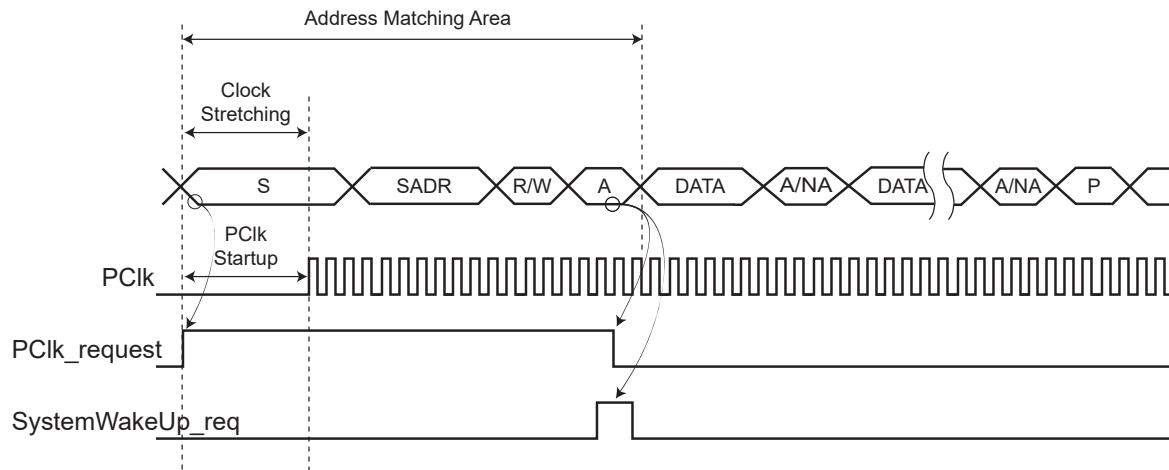 Address Matching Area
Clock
Stretching
S
SADR
R/W
A
DATA
A/NA
DATA
A/NA
P
PClk
Startup
PClk
PClk_request
SystemWakeUp_req